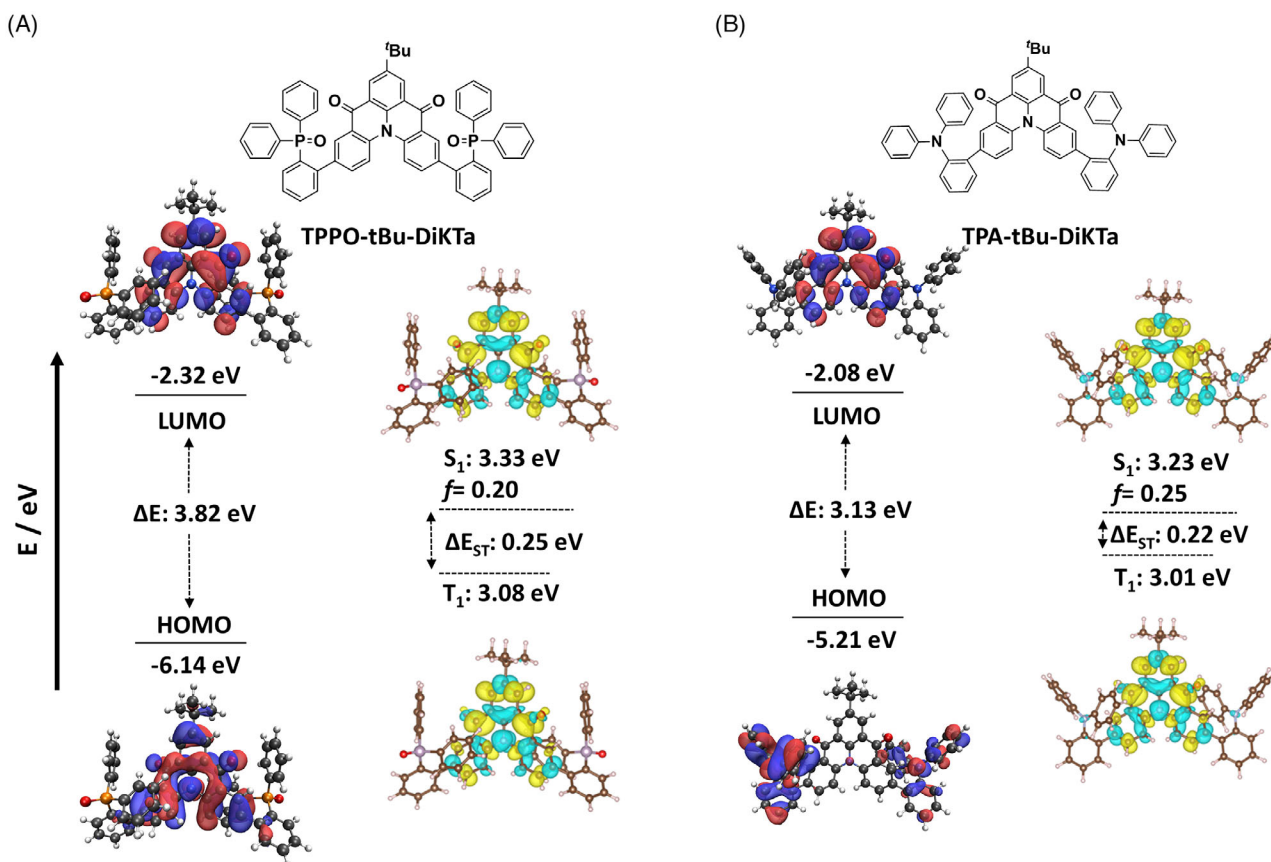 (A)
tBu
O
O
N
P=O
O=P
TPPO-tBu-DiKTa
-2.32 eV
LUMO
ΔE: 3.82 eV
HOMO
-6.14 eV
S1: 3.33 eV
f= 0.20
ΔEST: 0.25 eV
T1: 3.08 eV
E / eV
(B)
tBu
O
O
N
N
N
TPA-tBu-DiKTa
-2.08 eV
LUMO
ΔE: 3.13 eV
HOMO
-5.21 eV
S1: 3.23 eV
f= 0.25
ΔEST: 0.22 eV
T1: 3.01 eV